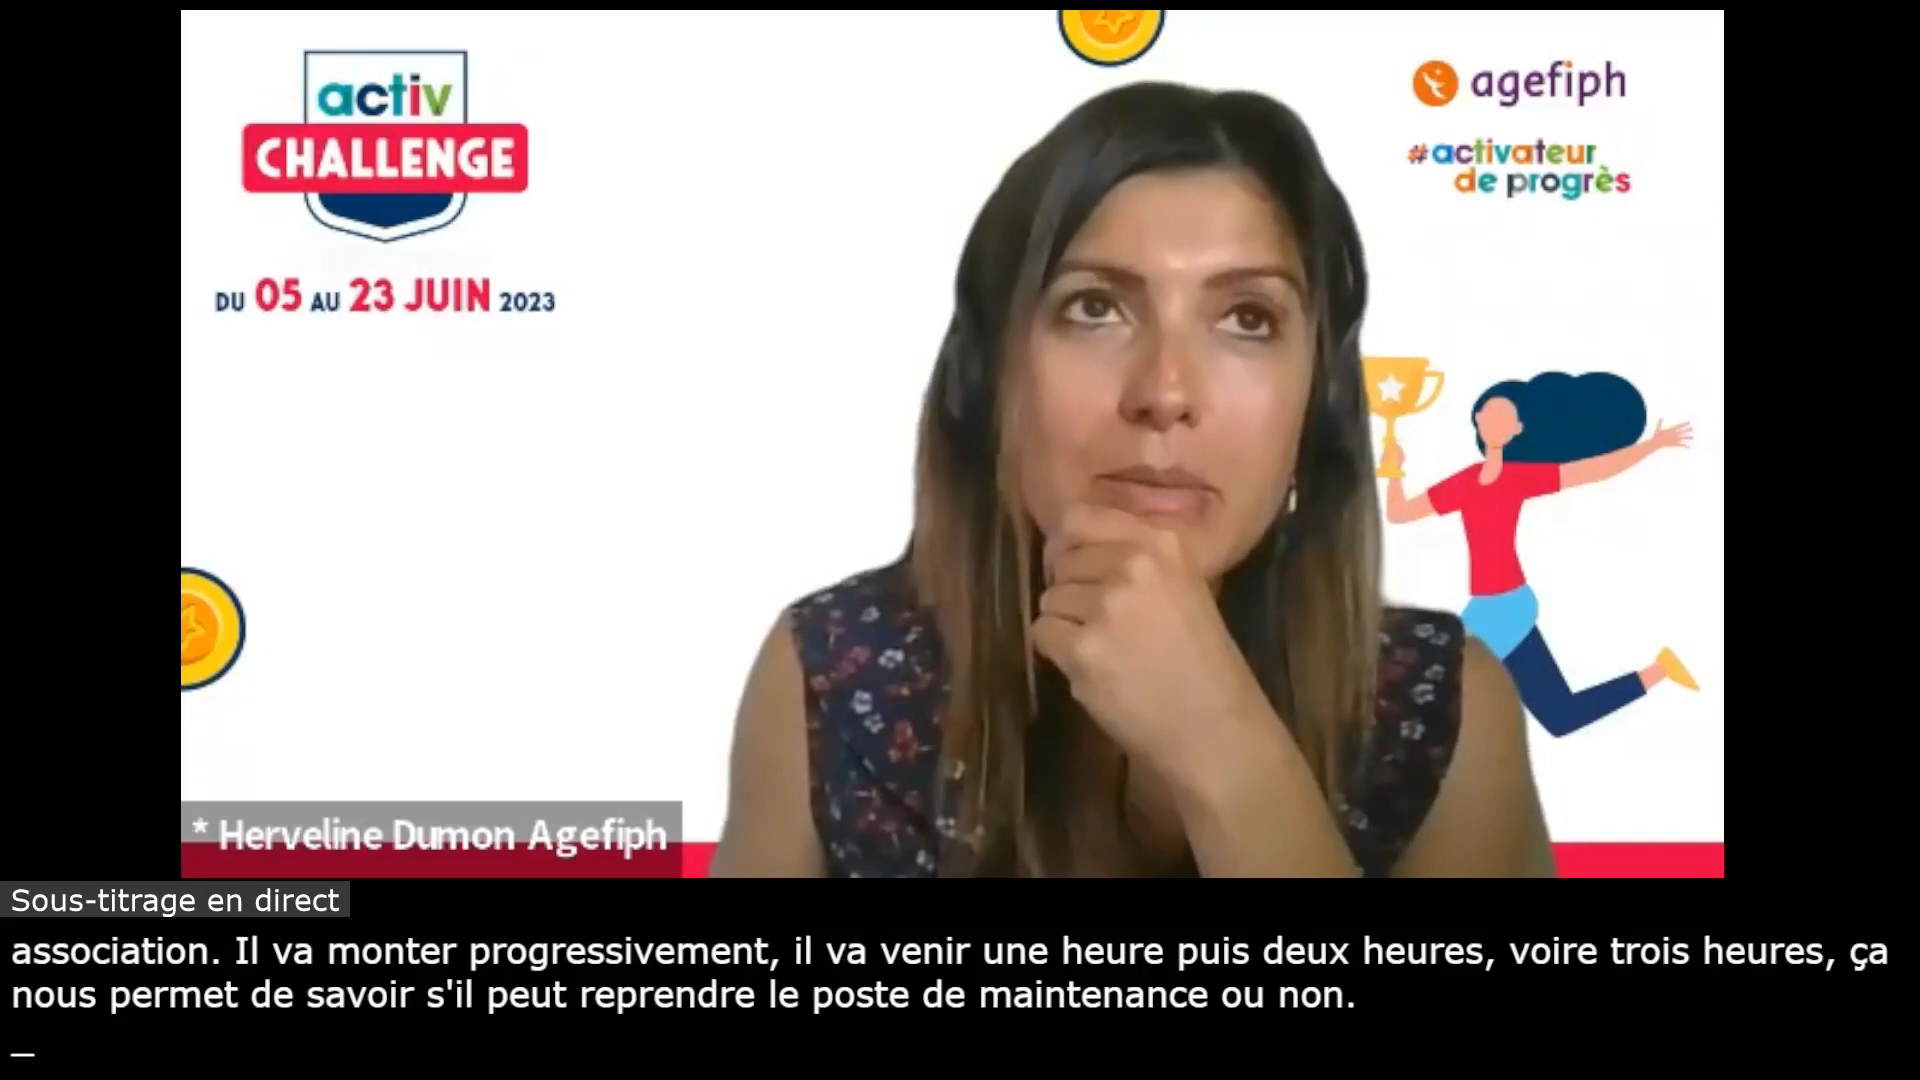 activ
CHALLENGE
DU 05 AU 23 JUIN 2023
agefiph
#activateur
de progrès
* Herveline Dumon Agefiph
Sous-titrage en direct
association. Il va monter progressivement, il va venir une heure puis deux heures, voire trois heures, ça
nous permet de savoir s'il peut reprendre le poste de maintenance ou non.
_